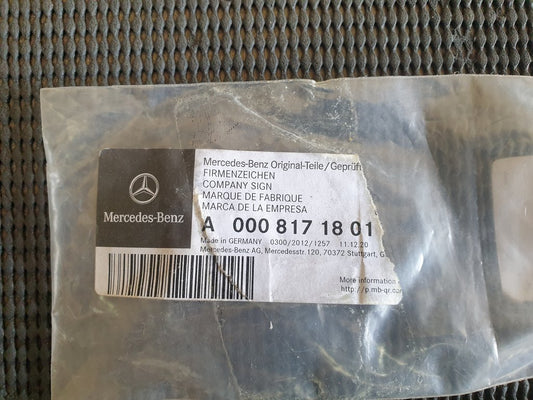 Mercedes-Benz
Mercedes-Benz Original-Teile/Geprüft
FIRMENZEICHEN
COMPANY SIGN
MARQUE DE FABRIQUE
MARCA DE LA EMPRESA
A 000 817 18 01
Made in GERMANY 0300/2012/1257 11.12.20
Mercedes-Benz AG, Mercedesstr. 120, 70372 Stuttgart, G
More information
http://p.mb-qr.com